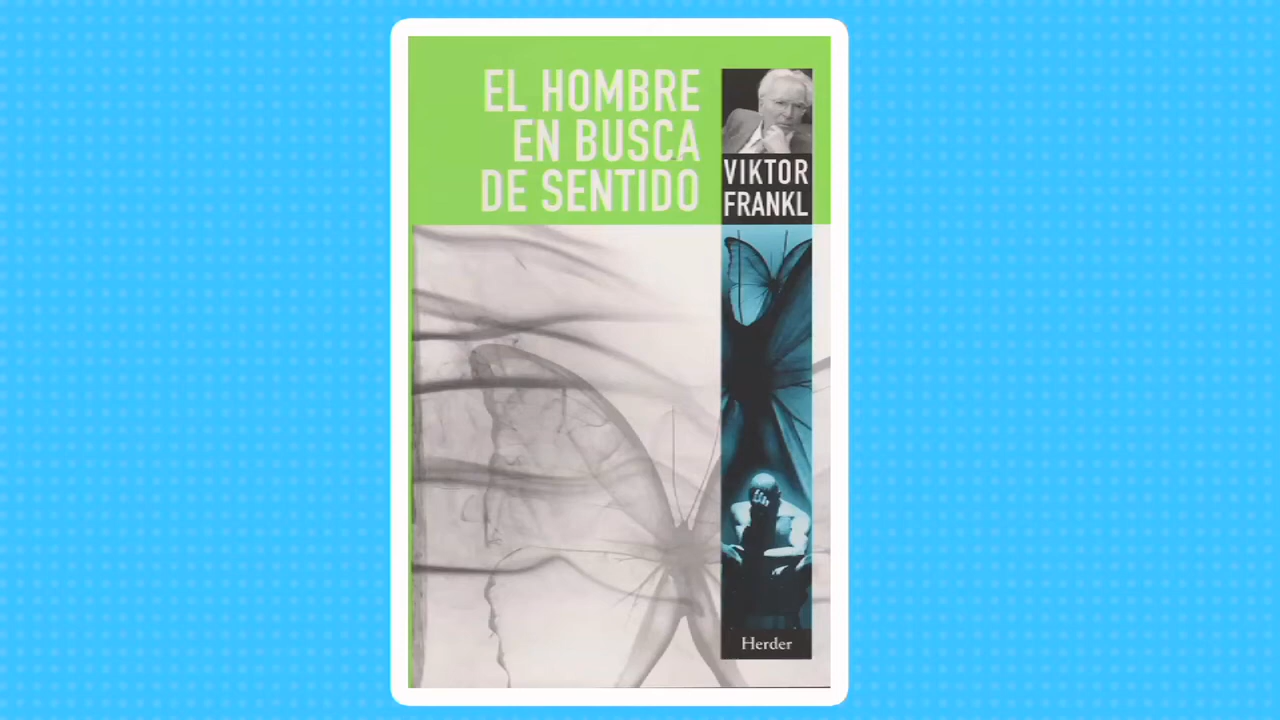 EL HOMBRE
EN BUSCA
DE SENTIDO
VIKTOR
FRANKL
Herder